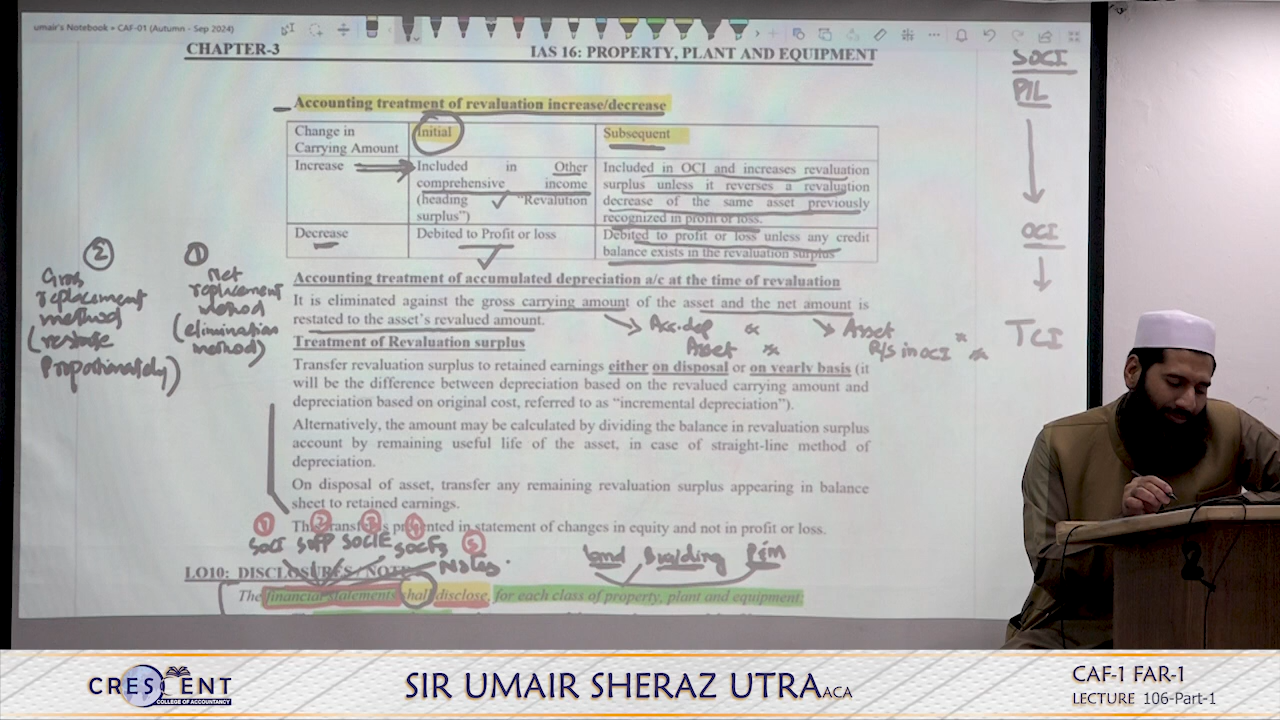 umair's Notebook » CAF-01 (Autumn - Sep 2024)
CHAPTER-3 IAS 16: PROPERTY, PLANT AND EQUIPMENT
Accounting treatment of revaluation increase/decrease
Change in Carrying Amount
Initial
Subsequent
Increase
Included in Other
comprehensive income
(heading "Revalution
surplus")
Included in OCI and increases revaluation
surplus unless it reverses a revaluation
decrease of the same asset previously
recognized in profit or loss.
Decrease
Debited to Profit or loss
Debited to profit or loss unless any credit
balance exists in the revaluation surplus
Accounting treatment of accumulated depreciation a/c at the time of revaluation
It is eliminated against the gross carrying amount of the asset and the net amount is
restated to the asset's revalued amount.
Acc.dep
Asset
Asset
R/S in OCI
Treatment of Revaluation surplus
Transfer revaluation surplus to retained earnings either on disposal or on yearly basis (it
will be the difference between depreciation based on the revalued carrying amount and
depreciation based on original cost, referred to as "incremental depreciation").
Alternatively, the amount may be calculated by dividing the balance in revaluation surplus
account by remaining useful life of the asset, in case of straight-line method of
depreciation.
On disposal of asset, transfer any remaining revaluation surplus appearing in balance
sheet to retained earnings.
in statement of changes in equity and not in profit or loss.
1 2 3 4 5
SOCI SOFP SOCIE SOCFs Notes
Land Building P&M
LO10: DISCLOSURES / NOTE
The financial statements shall disclose, for each class of property, plant and equipment:
2
Gross
replacement
method
(restate
Proportionately)
1
Net
replacement
method
(elimination
method)
SOCI
P/L
OCI
TCI
CRESCENT
COLLEGE OF ACCOUNTANCY
SIR UMAIR SHERAZ UTRA ACA
CAF-1 FAR-1
LECTURE 106-Part-1